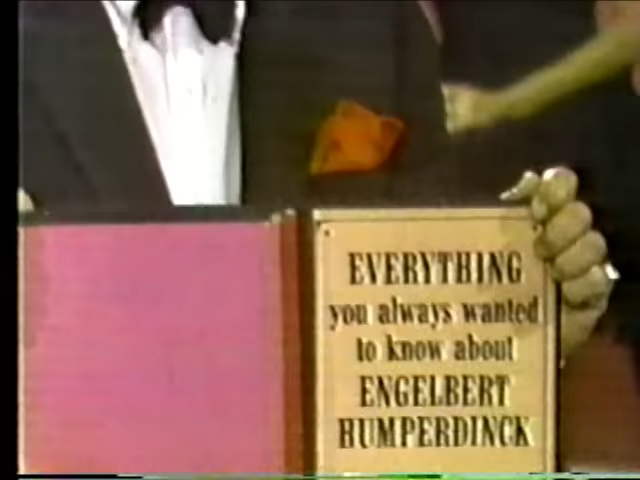 EVERYTHING
you always wanted
to know about
ENGELBERT
HUMPERDINCK